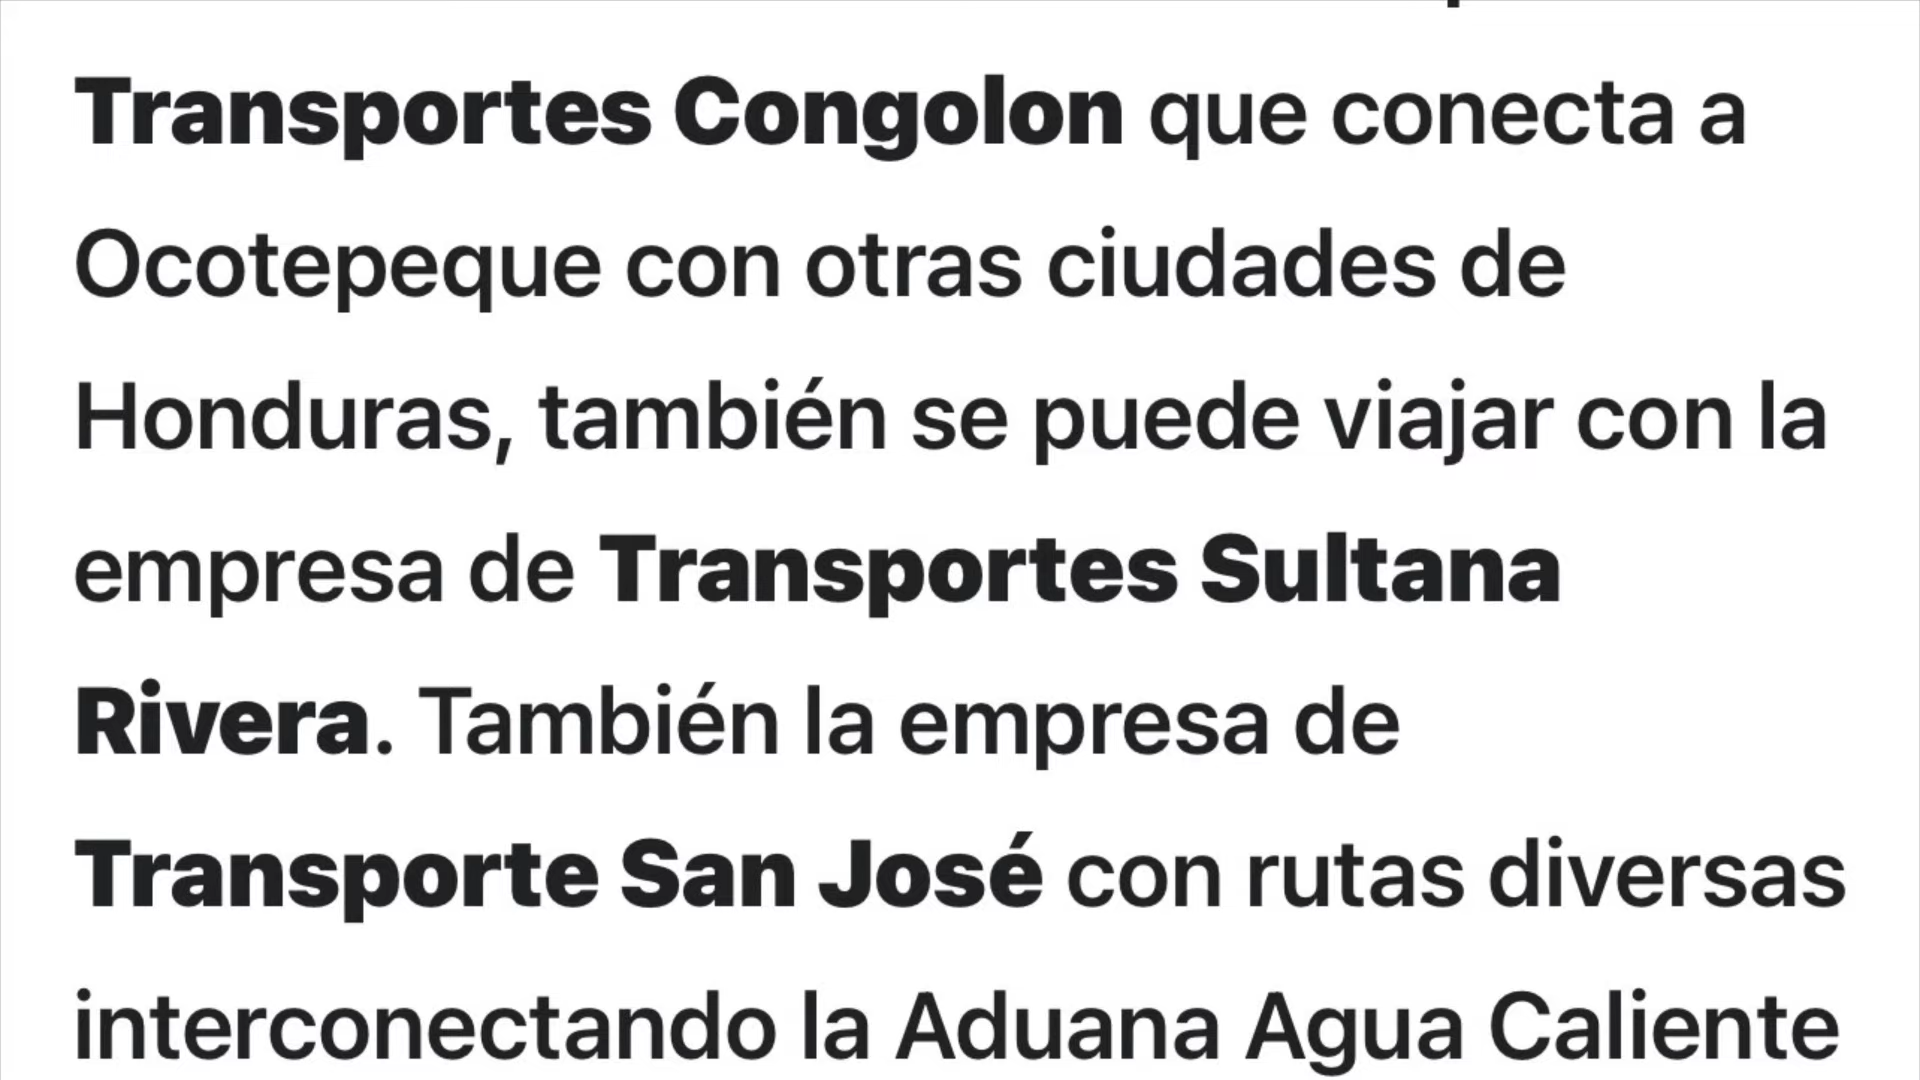 Transportes Congolon que conecta a
Ocotepeque con otras ciudades de
Honduras, también se puede viajar con la
empresa de Transportes Sultana
Rivera. También la empresa de
Transporte San José con rutas diversas
interconectando la Aduana Agua Caliente